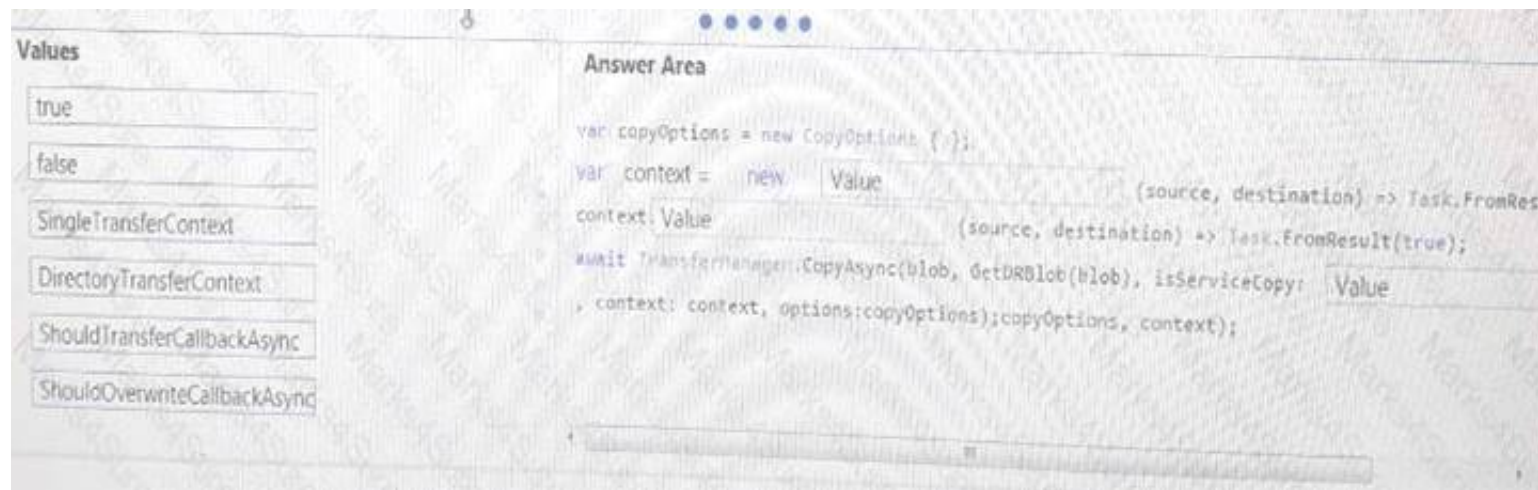 Values
true
false
SingleTransferContext
DirectoryTransferContext
ShouldTransferCallbackAsync
ShouldOverwriteCallbackAsync
Answer Area
var copyOptions = new CopyOptions { };
var context = new Value (source, destination) => Task.FromRes
context. Value (source, destination) => Task.FromResult(true);
await TransferManager.CopyAsync(blob, GetDRBlob(blob), isServiceCopy: Value
, context: context, options:copyOptions);copyOptions, context);